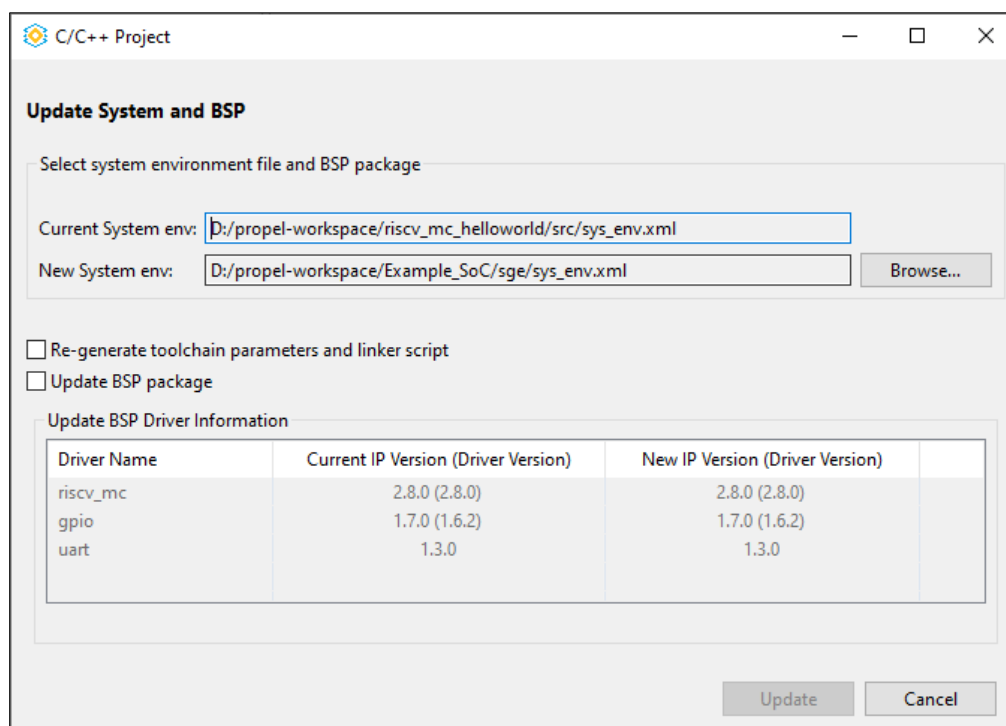 C/C++ Project
Update System and BSP
Select system environment file and BSP package
Current System env: D:/propel-workspace/riscv_mc_helloworld/src/sys_env.xml
New System env: D:/propel-workspace/Example_SoC/sge/sys_env.xml Browse...
Re-generate toolchain parameters and linker script
Update BSP package
Update BSP Driver Information
Driver Name Current IP Version (Driver Version) New IP Version (Driver Version)
riscv_mc 2.8.0 (2.8.0) 2.8.0 (2.8.0)
gpio 1.7.0 (1.6.2) 1.7.0 (1.6.2)
uart 1.3.0 1.3.0
Update Cancel